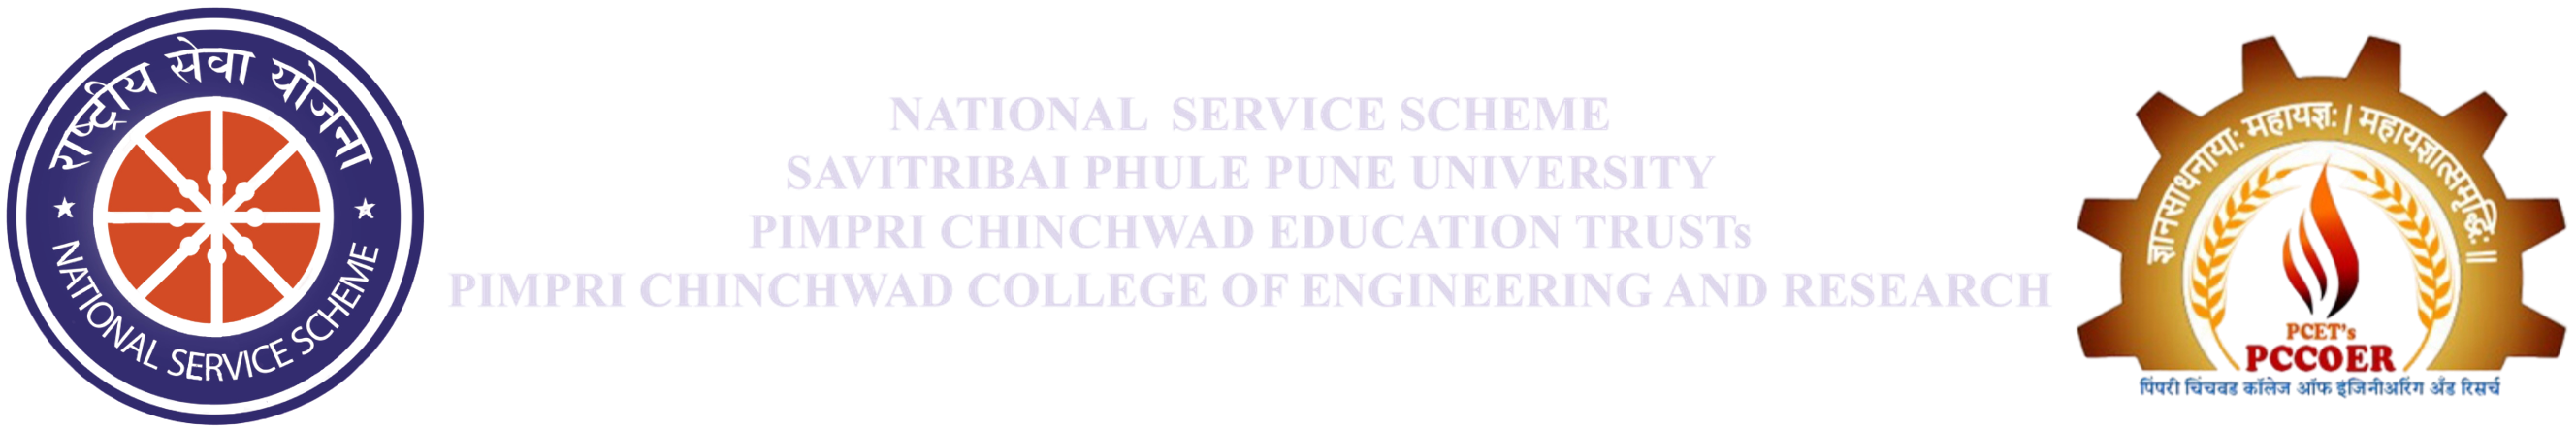 राष्ट्रीय सेवा योजना
NATIONAL SERVICE SCHEME
NATIONAL SERVICE SCHEME
SAVITRIBAI PHULE PUNE UNIVERSITY
PIMPRI CHINCHWAD EDUCATION TRUSTs
PIMPRI CHINCHWAD COLLEGE OF ENGINEERING AND RESEARCH
ज्ञानसाधनायाः महायज्ञः | महायज्ञात्समृद्धिः ||
PCET's
PCCOER
पिंपरी चिंचवड कॉलेज ऑफ इंजिनीअरिंग अँड रिसर्च